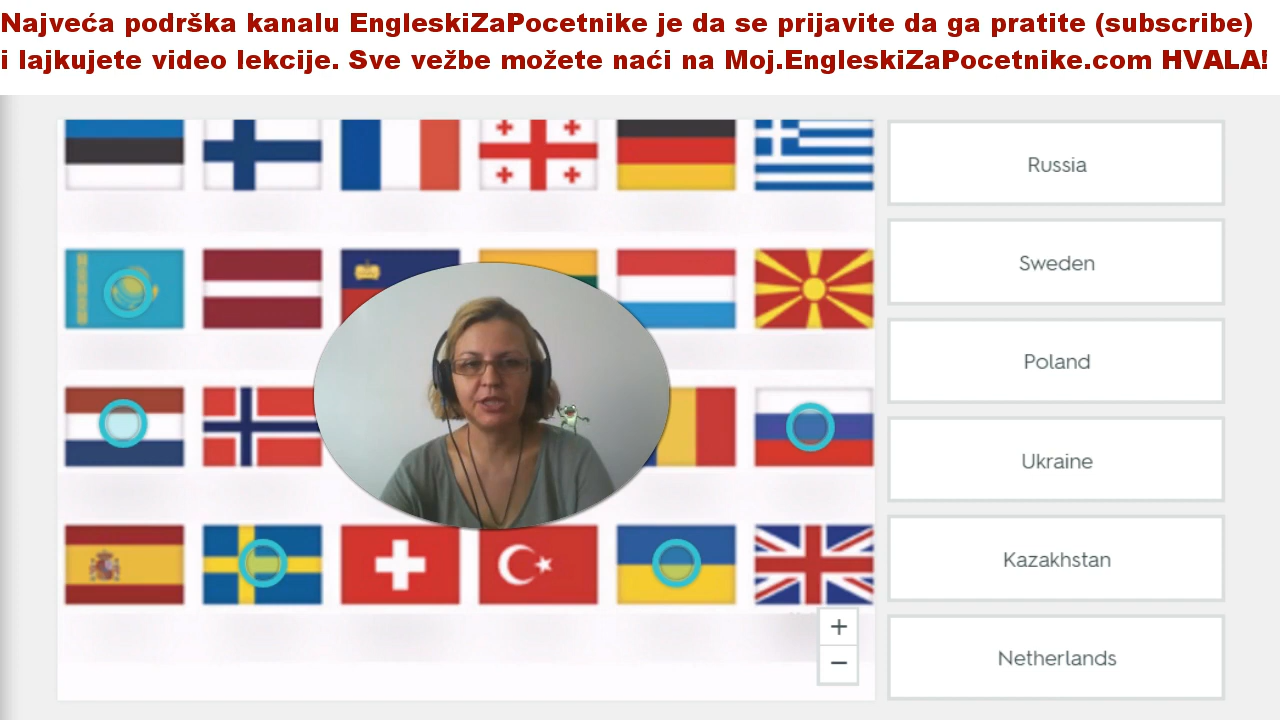 Najveća podrška kanalu EngleskiZaPocetnike je da se prijavite da ga pratite (subscribe)
i lajkujete video lekcije. Sve vežbe možete naći na Moj.EngleskiZaPocetnike.com HVALA!
Russia
Sweden
Poland
Ukraine
Kazakhstan
Netherlands
+
−